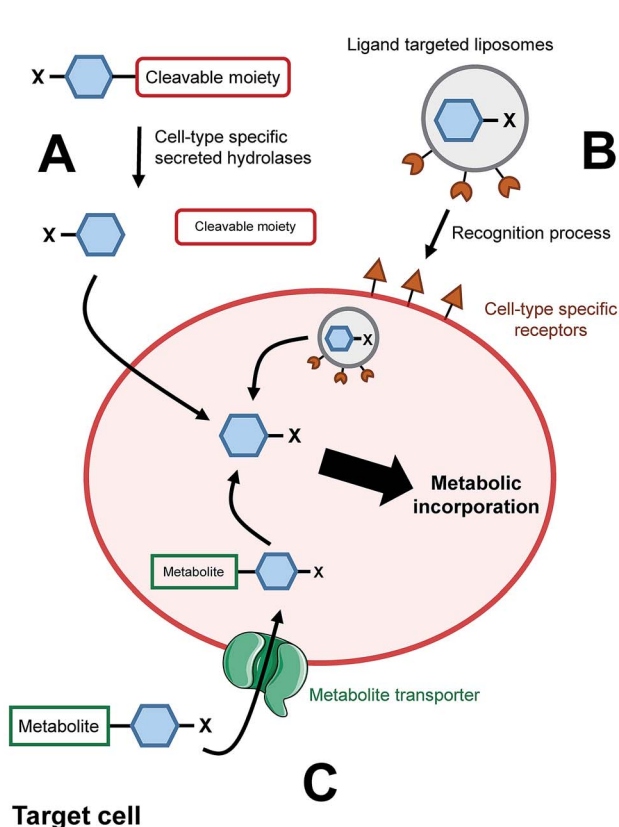 X
Cleavable moiety
A
Cell-type specific
secreted hydrolases
X
Cleavable moiety
Ligand targeted liposomes
X
B
Recognition process
Cell-type specific
receptors
X
X
Metabolic
incorporation
Metabolite
X
Metabolite transporter
Metabolite
X
C
Target cell